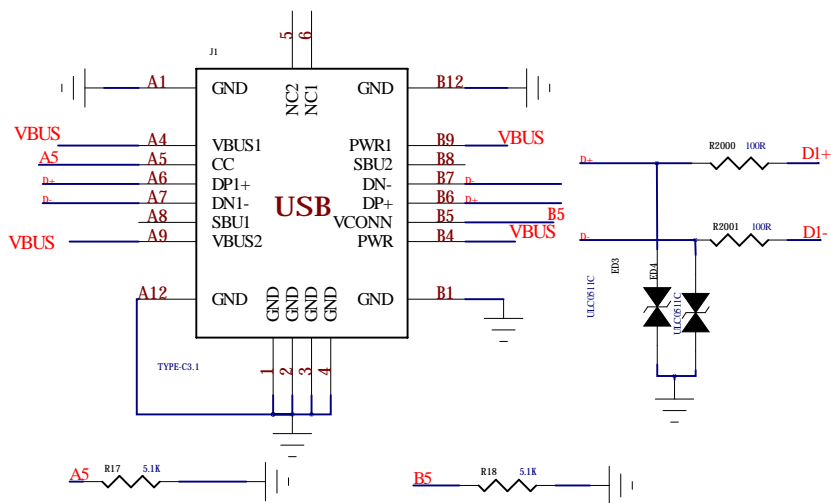 J1
5 6
A1 GND NC2 NC1 GND B12
VBUS A4 VBUS1 PWR1 B9 VBUS
A5 A5 CC SBU2 B8
D+ A6 DP1+ DN- B7 D-
D- A7 DN1- DP+ B6 D+
A8 SBU1 USB VCONN B5 B5
VBUS A9 VBUS2 PWR B4 VBUS
A12 GND GND GND GND GND GND B1
TYPE-C3.1
1 2 3 4
D+ R2000 100R D1+
D- R2001 100R D1-
ED3 ED4
ULC0511C ULC0511C
A5 R17 5.1K
B5 R18 5.1K